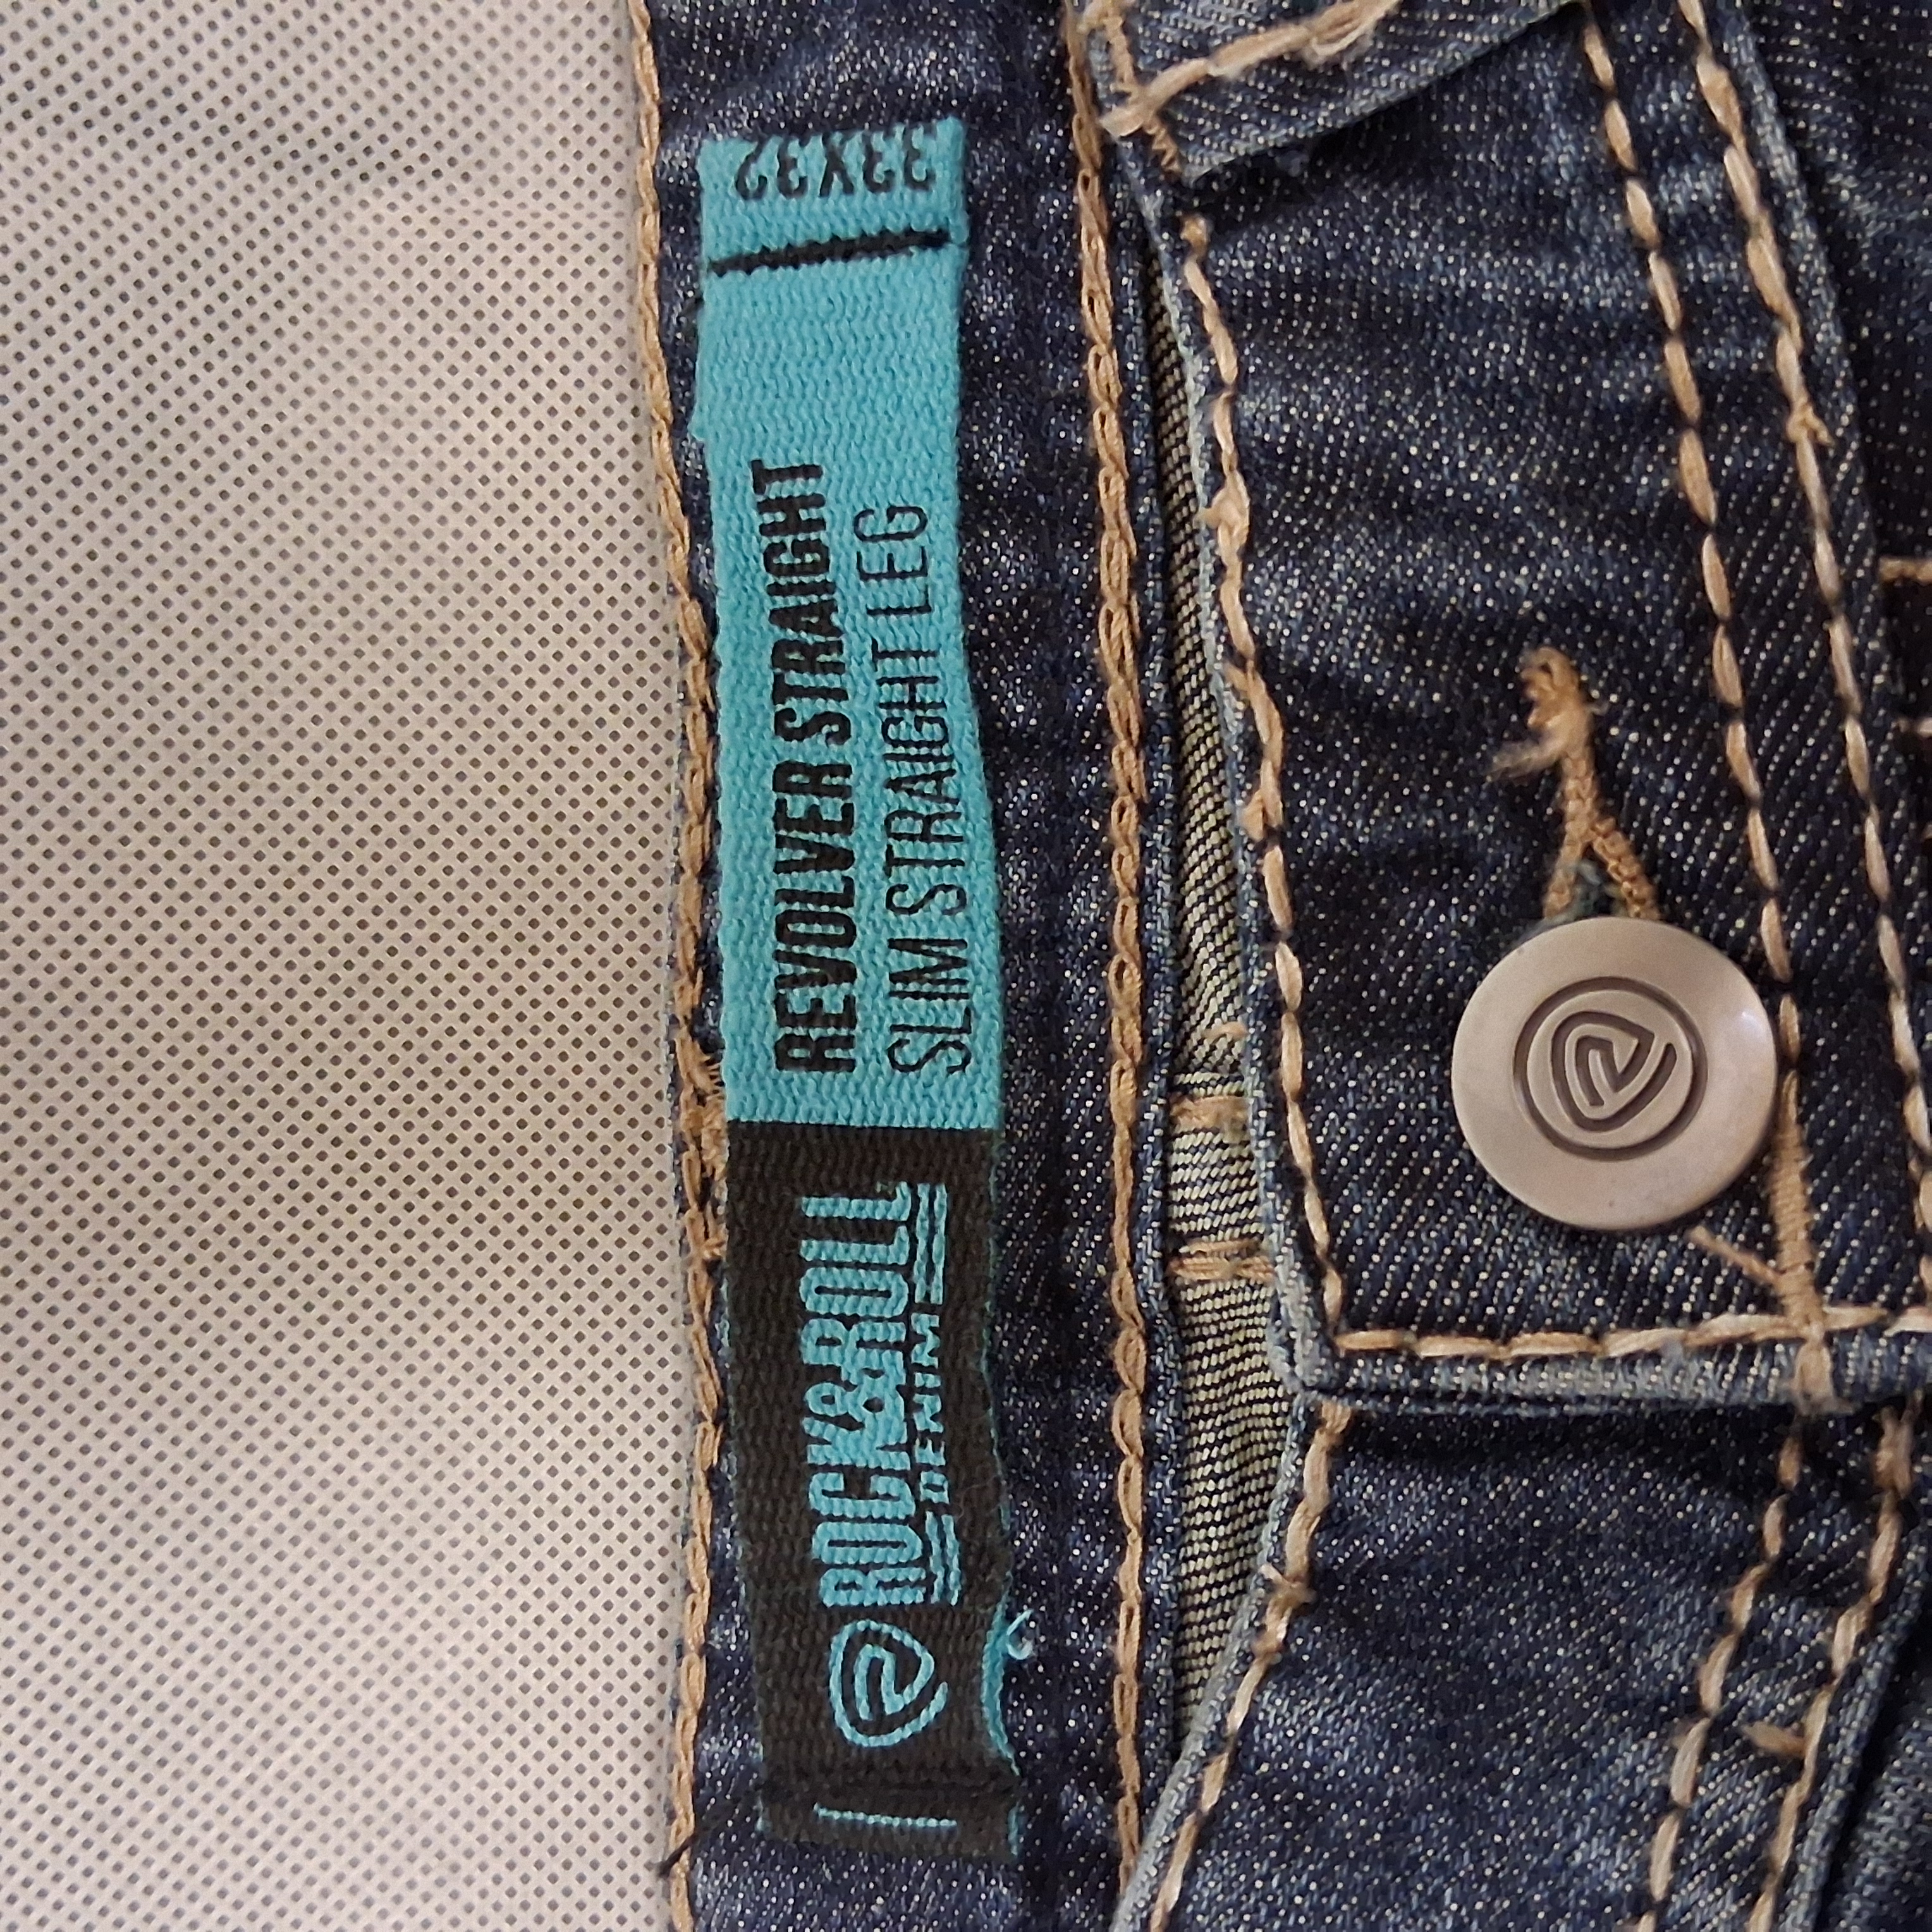 ROCK&ROLL
DENIM
REVOLVER STRAIGHT
SLIM STRAIGHT LEG
33X32